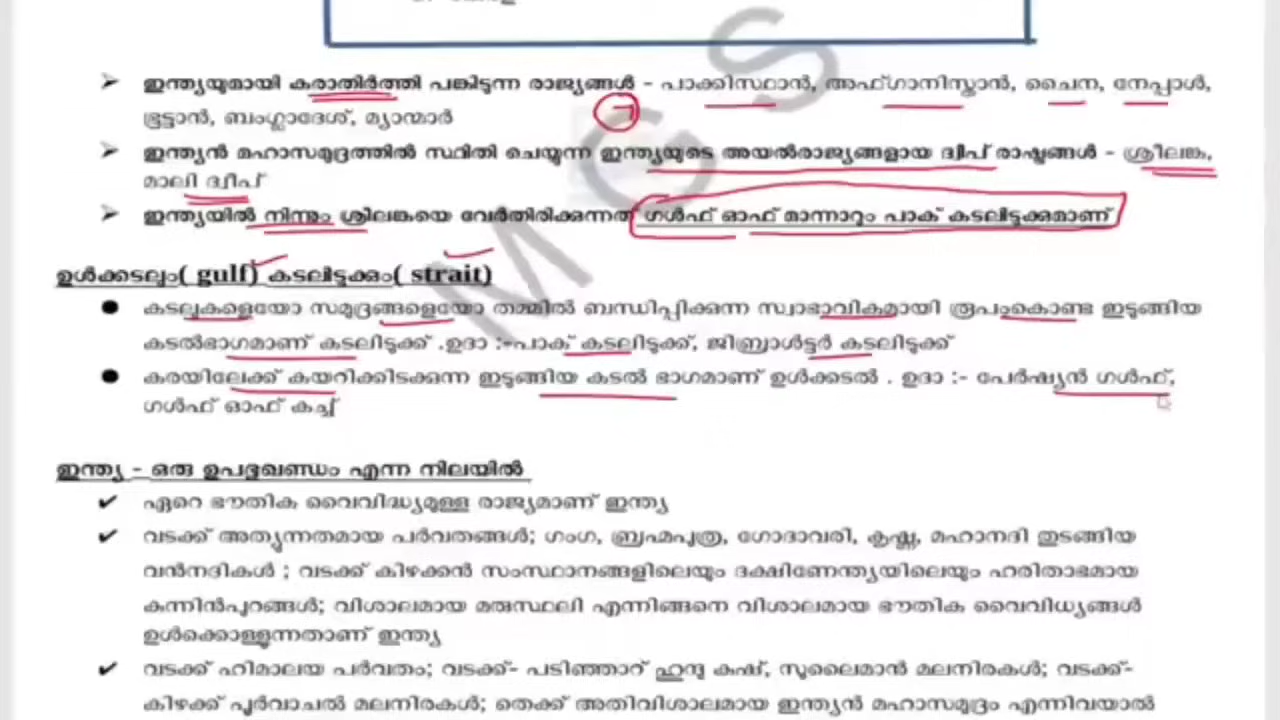 ➢ ഇന്ത്യയുമായി കരാതിർത്തി പങ്കിടുന്ന രാജ്യങ്ങൾ - പാക്കിസ്ഥാൻ, അഫ്ഗാനിസ്ഥാൻ, ചൈന, നേപ്പാൾ,
ഭൂട്ടാൻ, ബംഗ്ലാദേശ്, മ്യാന്മാർ
7
➢ ഇന്ത്യൻ മഹാസമുദ്രത്തിൽ സ്ഥിതി ചെയ്യുന്ന ഇന്ത്യയുടെ അയൽരാജ്യങ്ങളായ ദ്വീപ് രാഷ്ട്രങ്ങൾ - ശ്രീലങ്ക,
മാലി ദ്വീപ്
➢ ഇന്ത്യയിൽ നിന്നും ശ്രീലങ്കയെ വേർതിരിക്കുന്നത് ഗൾഫ് ഓഫ് മാന്നാറും പാക് കടലിടുക്കുമാണ്
ഉൾക്കടലും( gulf) കടലിടുക്കും( strait)
● കടലുകളെയോ സമുദ്രങ്ങളെയോ തമ്മിൽ ബന്ധിപ്പിക്കുന്ന സ്വാഭാവികമായി രൂപംകൊണ്ട ഇടുങ്ങിയ
കടൽഭാഗമാണ് കടലിടുക്ക് .ഉദാ :-പാക് കടലിടുക്ക്, ജിബ്രാൾട്ടർ കടലിടുക്ക്
● കരയിലേക്ക് കയറിക്കിടക്കുന്ന ഇടുങ്ങിയ കടൽ ഭാഗമാണ് ഉൾക്കടൽ . ഉദാ :- പേർഷ്യൻ ഗൾഫ്,
ഗൾഫ് ഓഫ് കച്ച്
ഇന്ത്യ - ഒരു ഉപദ്വഖണ്ഡം എന്ന നിലയിൽ
✔ ഏറെ ഭൗതിക വൈവിദ്ധ്യമുള്ള രാജ്യമാണ് ഇന്ത്യ
✔ വടക്ക് അത്യുന്നതമായ പർവതങ്ങൾ; ഗംഗ, ബ്രഹ്മപുത്ര, ഗോദാവരി, കൃഷ്ണ, മഹാനദി തുടങ്ങിയ
വൻനദികൾ ; വടക്ക് കിഴക്കൻ സംസ്ഥാനങ്ങളിലെയും ദക്ഷിണേന്ത്യയിലെയും ഹരിതാഭമായ
കുന്നിൻപുറങ്ങൾ; വിശാലമായ മരുസ്ഥലി എന്നിങ്ങനെ വിശാലമായ ഭൗതിക വൈവിധ്യങ്ങൾ
ഉൾക്കൊള്ളുന്നതാണ് ഇന്ത്യ
✔ വടക്ക് ഹിമാലയ പർവതം; വടക്ക്- പടിഞ്ഞാറ് ഹിന്ദു കുഷ്, സുലൈമാൻ മലനിരകൾ; വടക്ക്-
കിഴക്ക് പൂർവാചൽ മലനിരകൾ; തെക്ക് അതിവിശാലമായ ഇന്ത്യൻ മഹാസമുദ്രം എന്നിവയാൽ
MGS